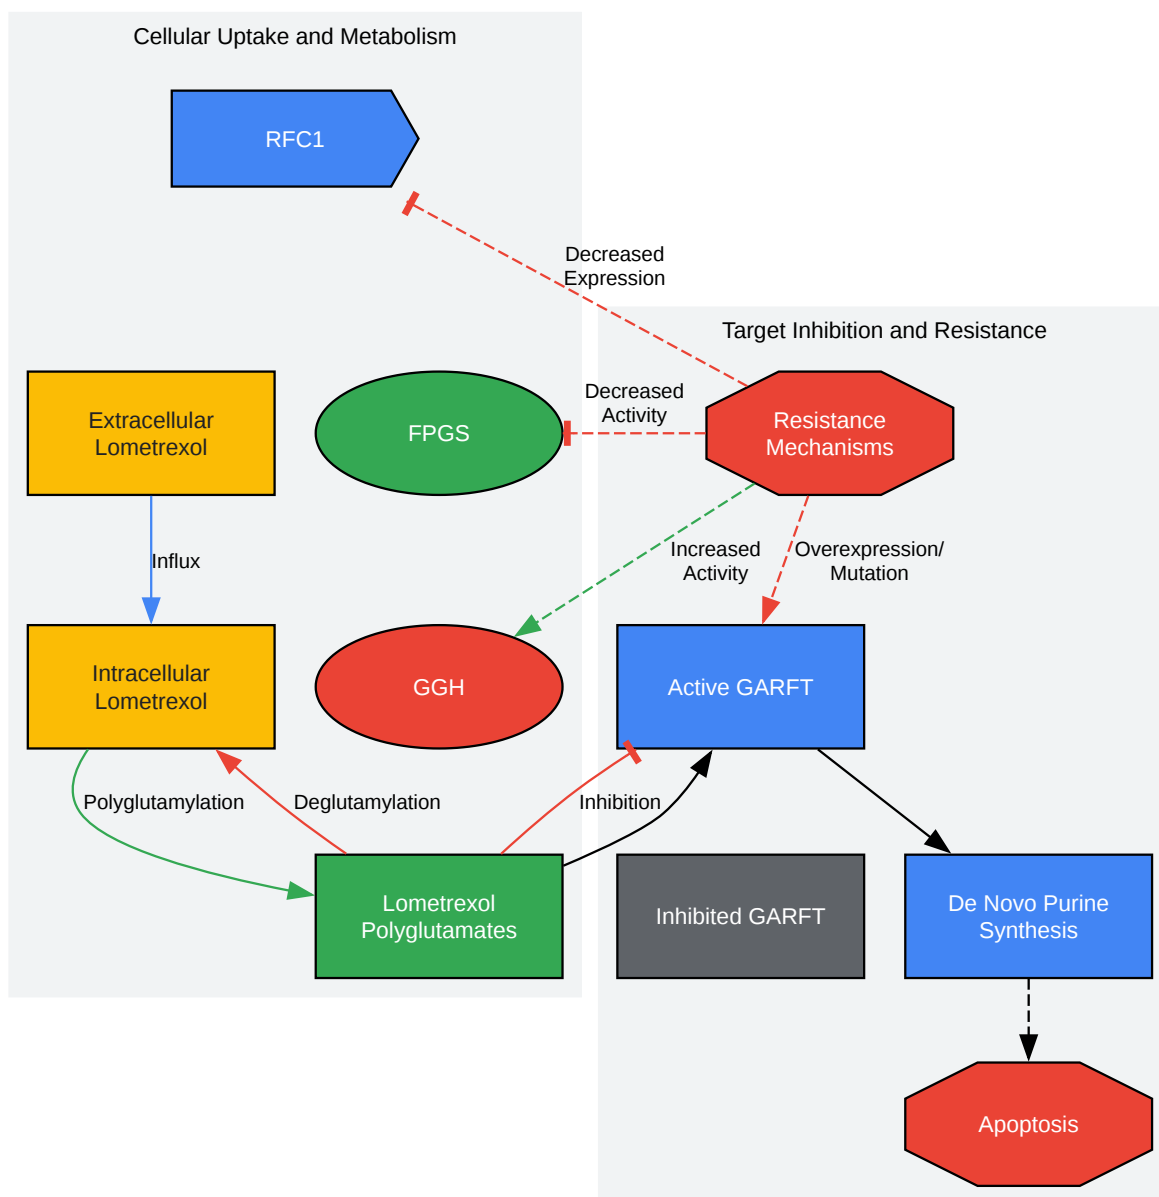 Cellular Uptake and Metabolism
RFC1
Decreased
Expression
Target Inhibition and Resistance
Extracellular
Lometrexol
FPGS
Decreased
Activity
Resistance
Mechanisms
Influx
Increased
Activity
Overexpression/
Mutation
Intracellular
Lometrexol
GGH
Active GARFT
Polyglutamylation
Deglutamylation
Inhibition
Lometrexol
Polyglutamates
Inhibited GARFT
De Novo Purine
Synthesis
Apoptosis